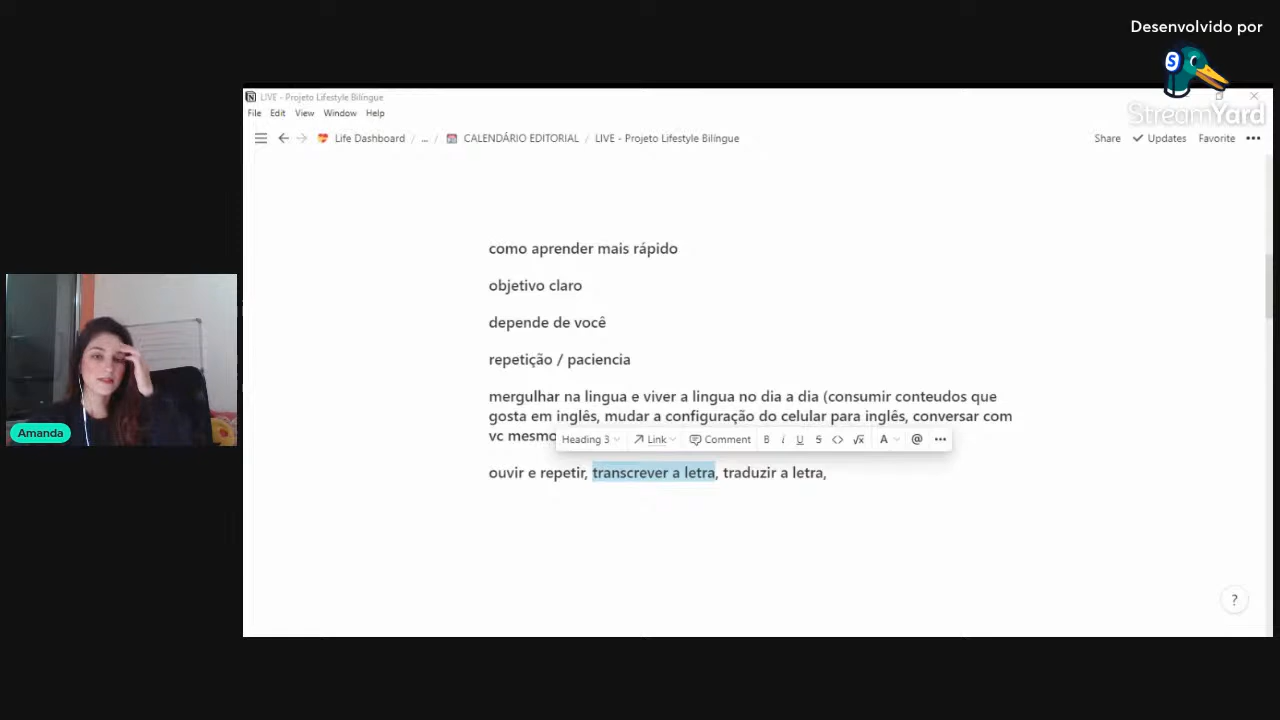 Desenvolvido por
S
StreamYard
LIVE - Projeto Lifestyle Bilíngue
File Edit View Window Help
Life Dashboard / ... / CALENDÁRIO EDITORIAL / LIVE - Projeto Lifestyle Bilíngue
Share Updates Favorite •••
como aprender mais rápido
objetivo claro
depende de você
repetição / paciencia
mergulhar na lingua e viver a lingua no dia a dia (consumir conteudos que
gosta em inglês, mudar a configuração do celular para inglês, conversar com
vc mesmo
Heading 3 Link Comment B i U S <> √x A @ •••
ouvir e repetir, transcrever a letra, traduzir a letra,
Amanda
?